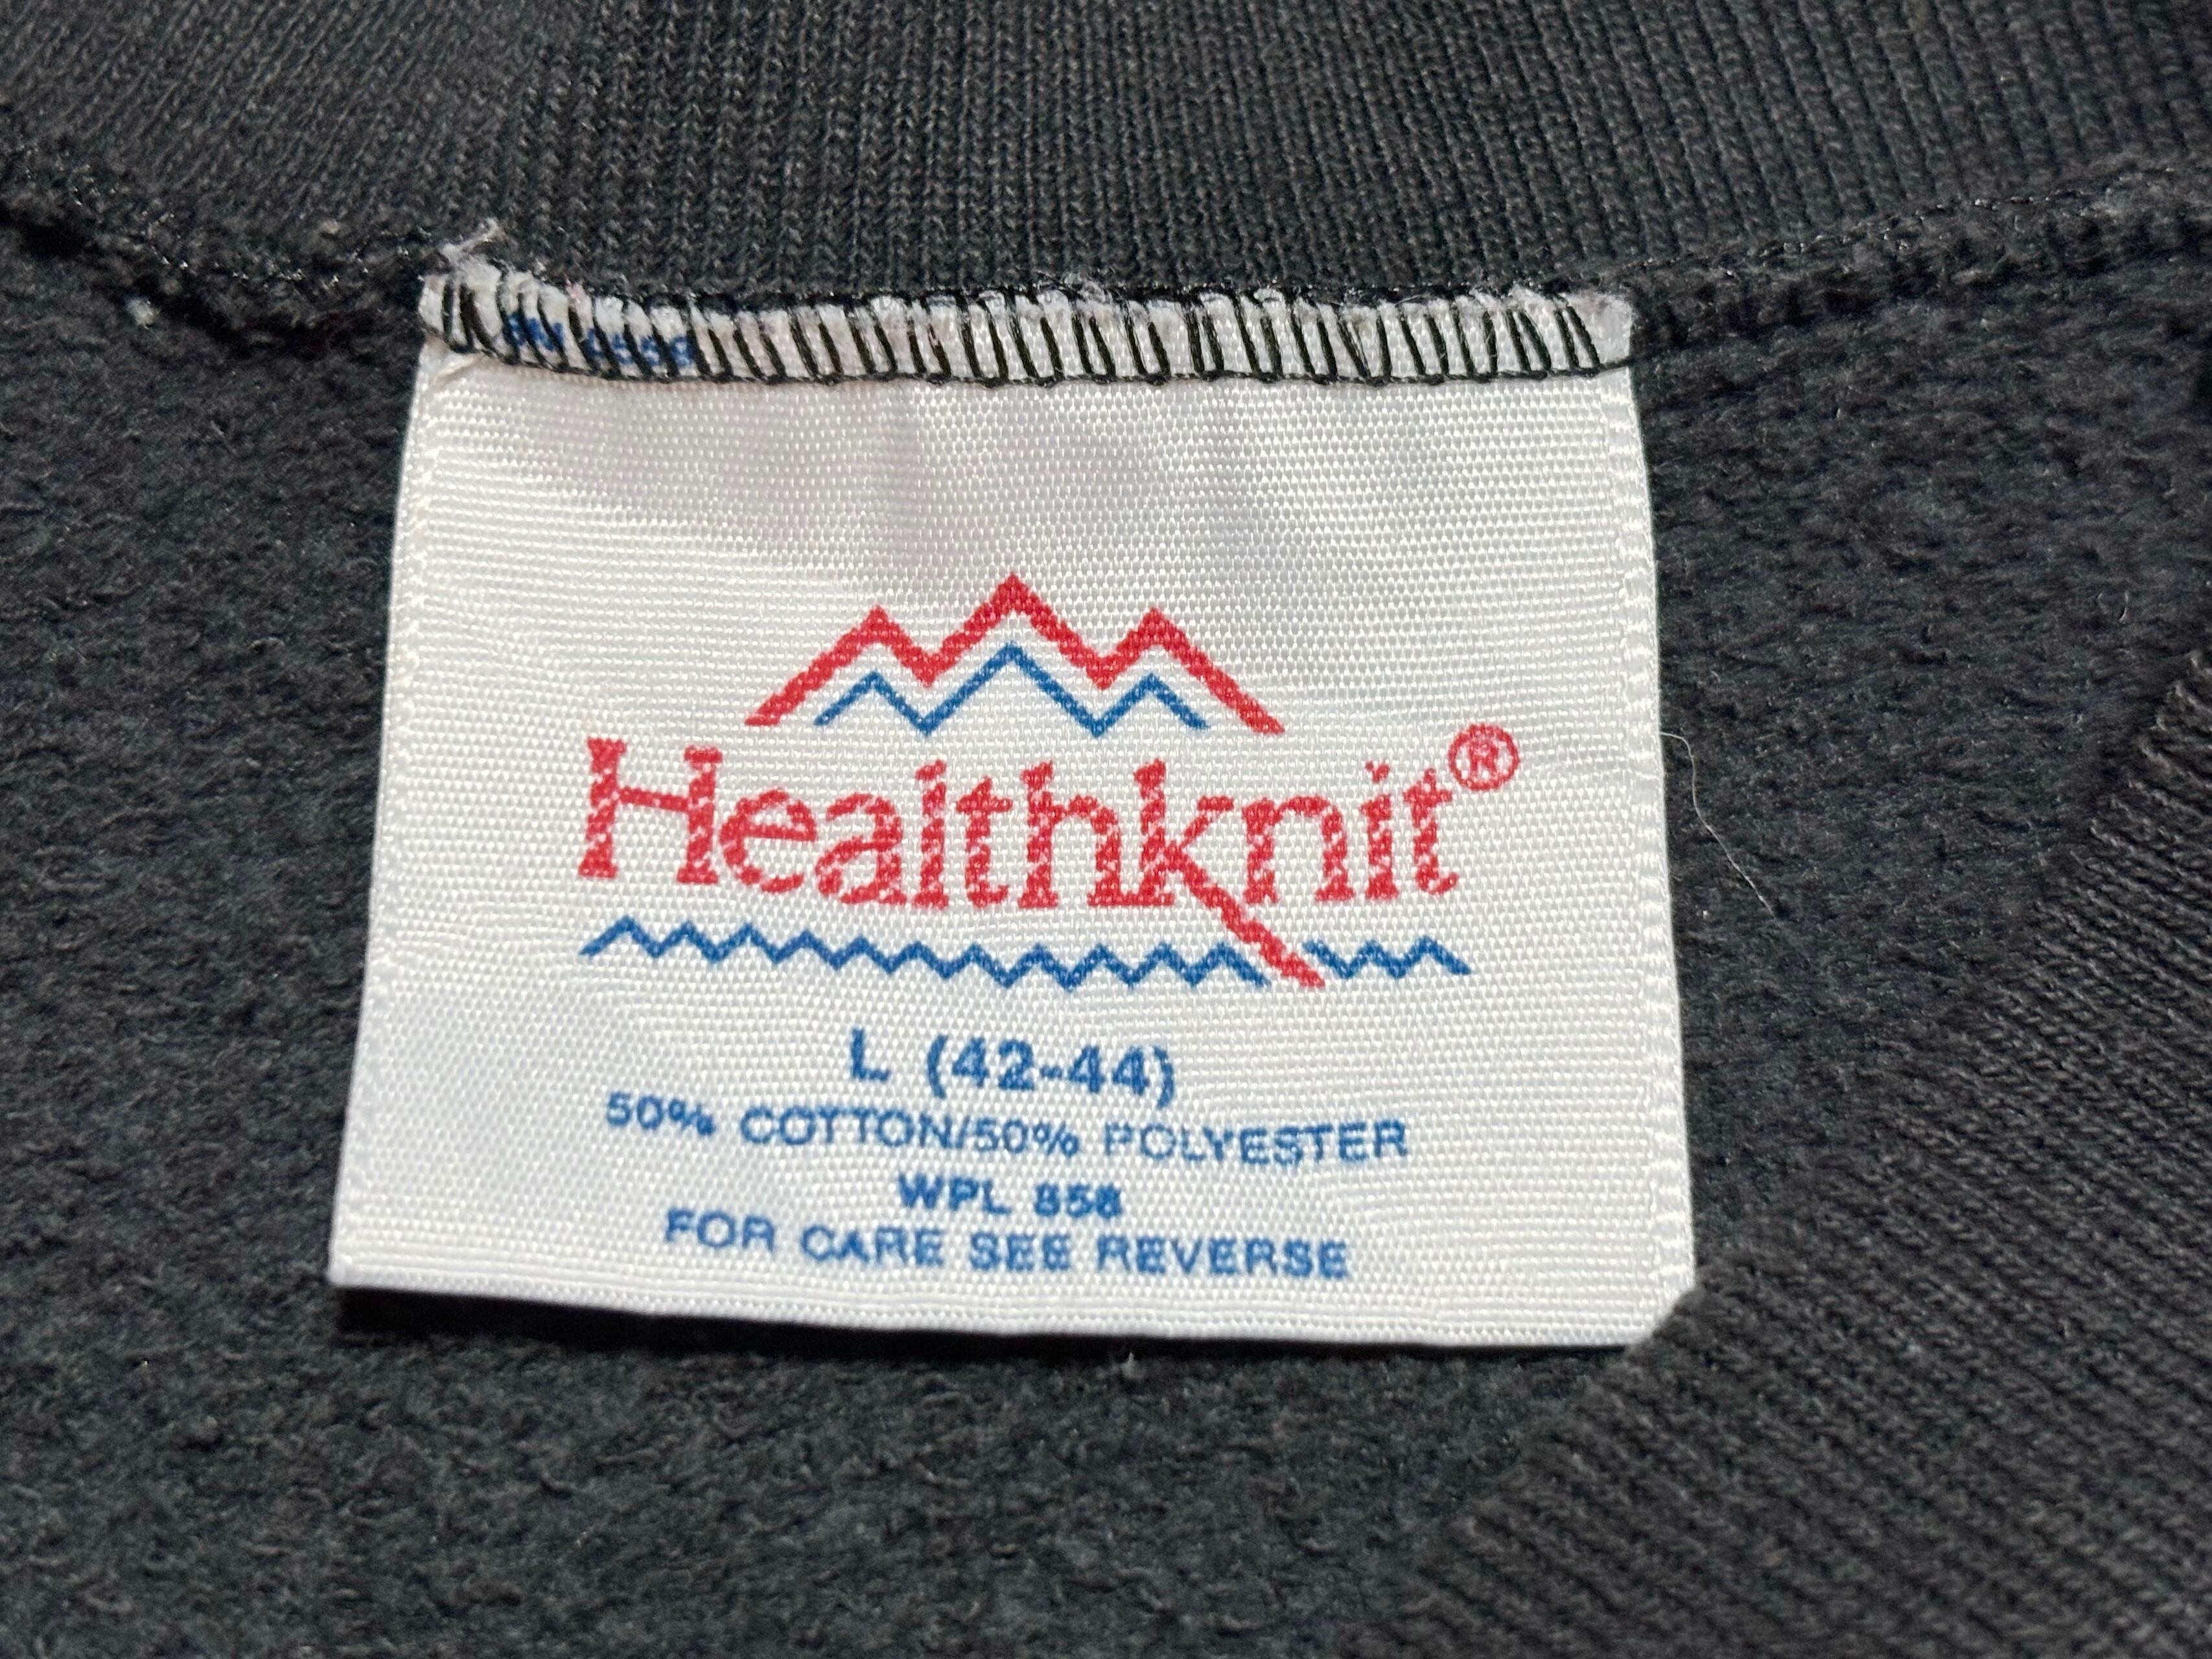 Healthknit®
L (42-44)
50% COTTON/50% POLYESTER
WPL 858
FOR CARE SEE REVERSE